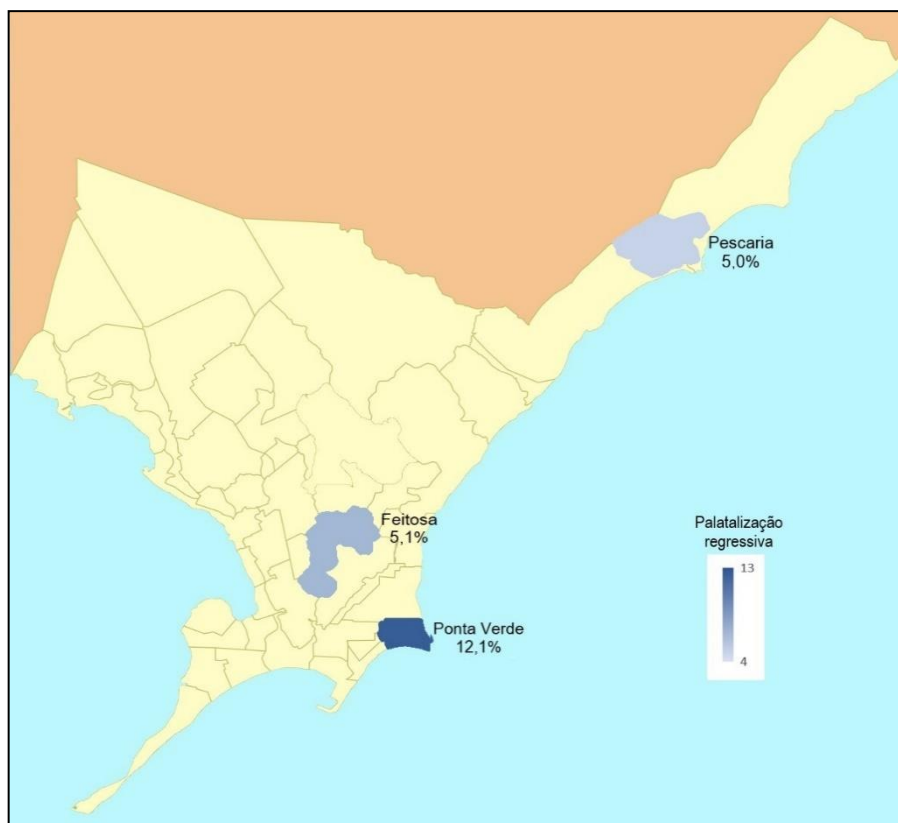 Pescaria
5,0%
Feitosa
5,1%
Ponta Verde
12,1%
Palatalização
regressiva
13
4